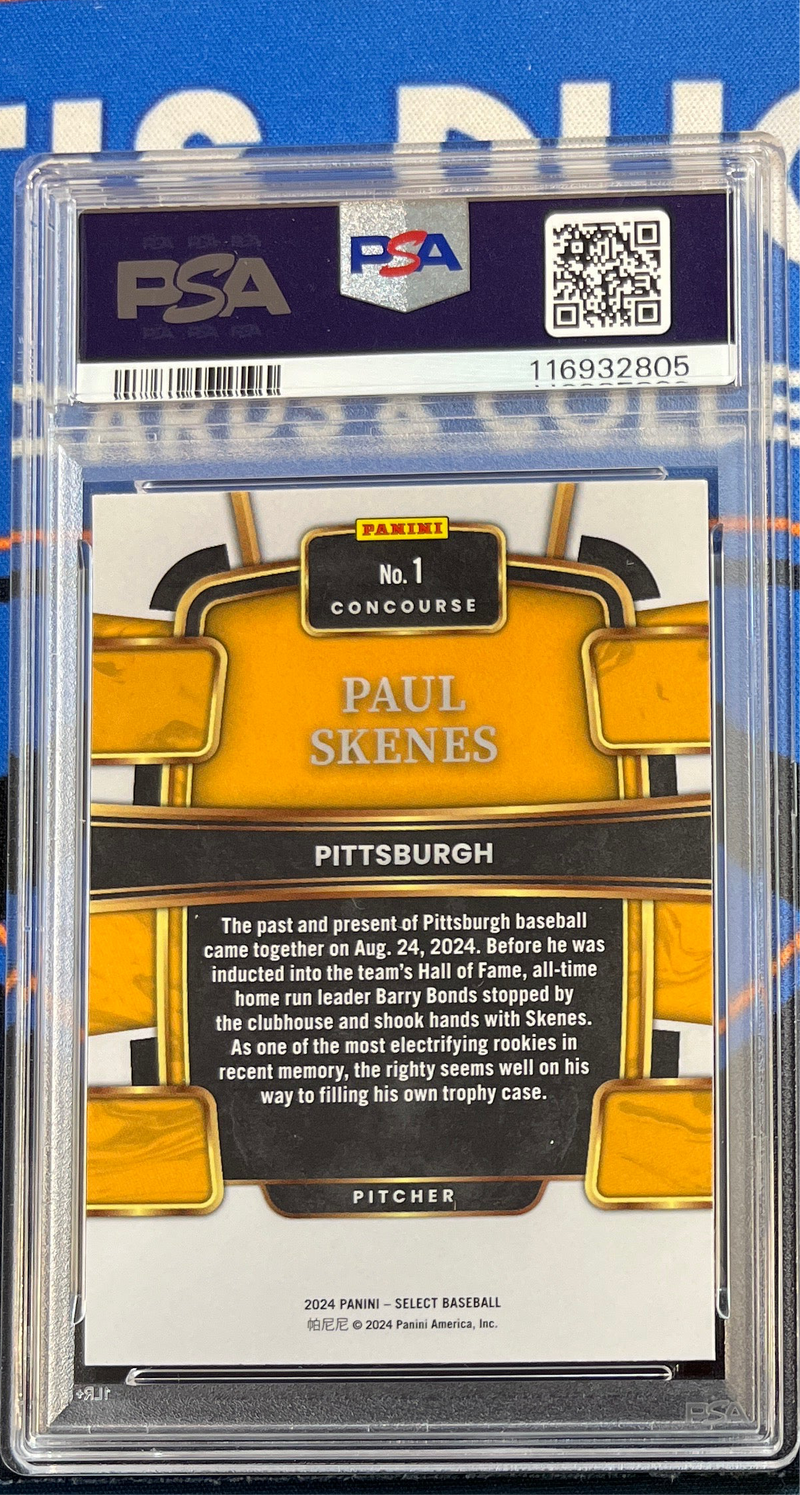 PSA
PSA
116932805
PANINI
No. 1
CONCOURSE
PAUL
SKENES
PITTSBURGH
The past and present of Pittsburgh baseball
came together on Aug. 24, 2024. Before he was
inducted into the team's Hall of Fame, all-time
home run leader Barry Bonds stopped by
the clubhouse and shook hands with Skenes.
As one of the most electrifying rookies in
recent memory, the righty seems well on his
way to filling his own trophy case.
PITCHER
2024 PANINI – SELECT BASEBALL
帕尼尼 © 2024 Panini America, Inc.
PSA